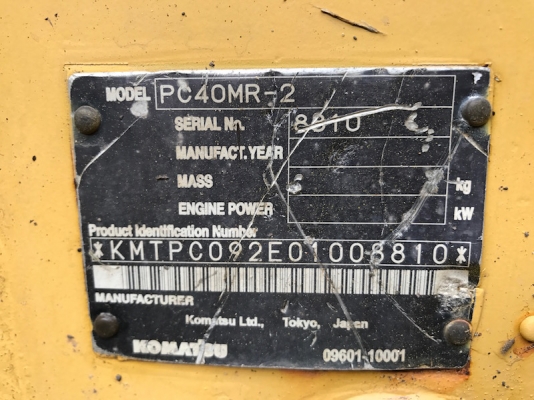 MODEL PC40MR-2
SERIAL No. 8810
MANUFACT. YEAR
MASS kg
ENGINE POWER kW
Product Identification Number
*KMTPC092E01008810*
MANUFACTURER
Komatsu Ltd., Tokyo, Japan
KOMATSU 09601-10001